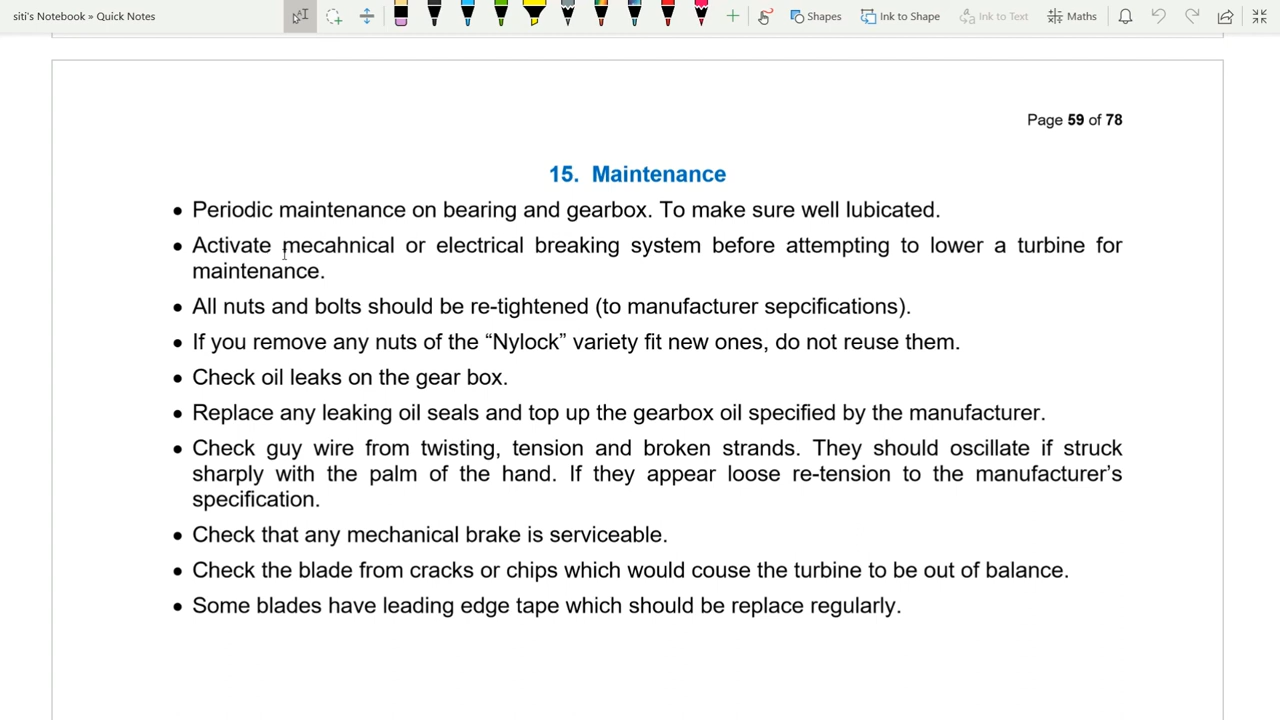 siti's Notebook » Quick Notes
Shapes
Ink to Shape
Ink to Text
Maths
Page 59 of 78
15. Maintenance
• Periodic maintenance on bearing and gearbox. To make sure well lubicated.
• Activate mecahnical or electrical breaking system before attempting to lower a turbine for
maintenance.
• All nuts and bolts should be re-tightened (to manufacturer sepcifications).
• If you remove any nuts of the “Nylock” variety fit new ones, do not reuse them.
• Check oil leaks on the gear box.
• Replace any leaking oil seals and top up the gearbox oil specified by the manufacturer.
• Check guy wire from twisting, tension and broken strands. They should oscillate if struck
sharply with the palm of the hand. If they appear loose re-tension to the manufacturer’s
specification.
• Check that any mechanical brake is serviceable.
• Check the blade from cracks or chips which would couse the turbine to be out of balance.
• Some blades have leading edge tape which should be replace regularly.